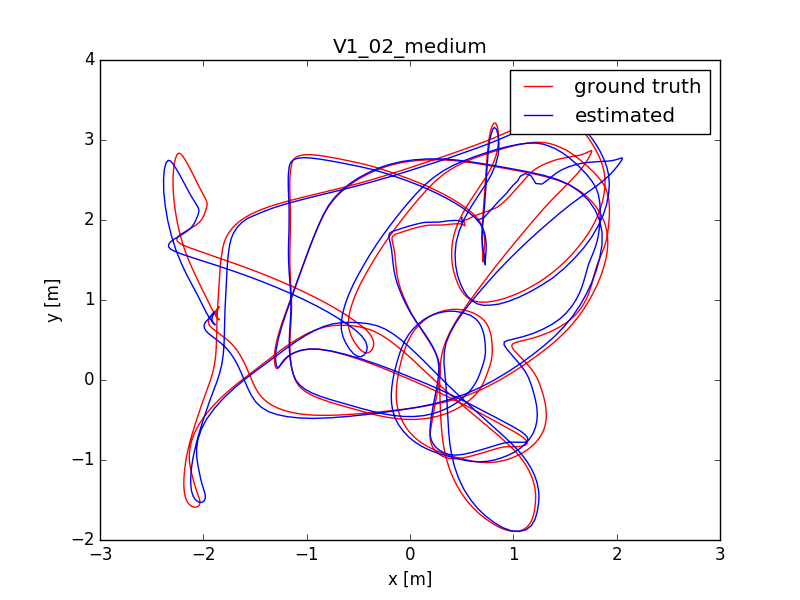 V1_02_medium
ground truth
estimated
4
3
2
1
0
−1
−2
y [m]
−3 −2 −1 0 1 2 3
x [m]